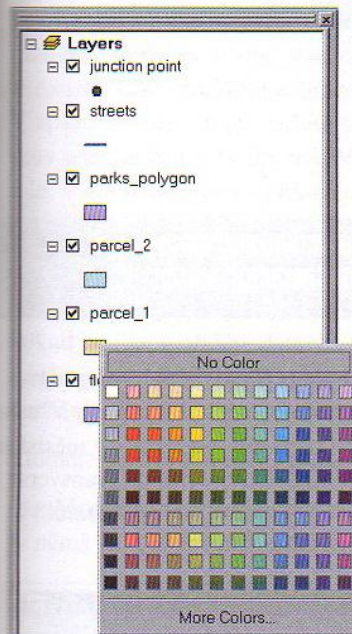 Layers
junction point
streets
parks_polygon
parcel_2
parcel_1
No Color
More Colors...